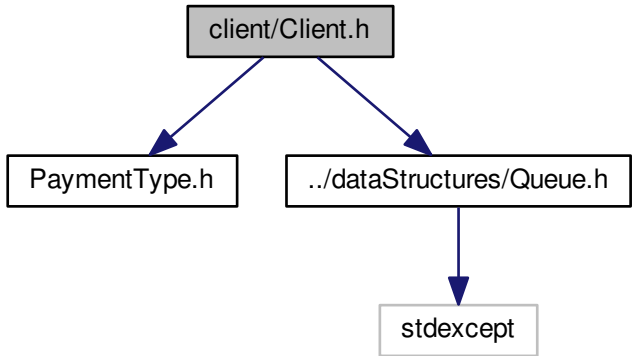 client/Client.h
PaymentType.h
../dataStructures/Queue.h
stdexcept